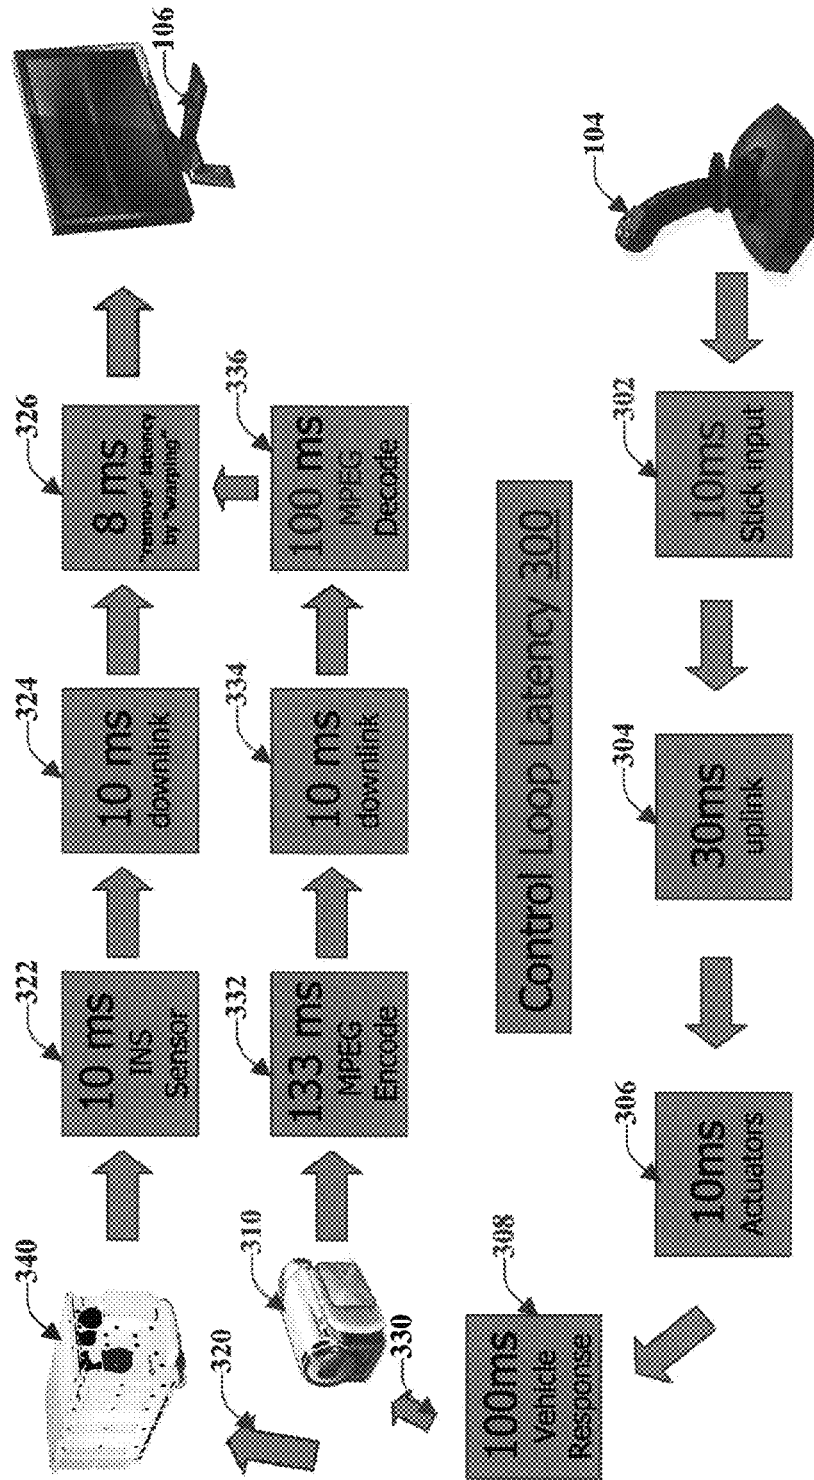 340
320
310
330
322
10 ms
INS
Sensor
324
10 ms
downlink
326
8 ms
"remove" latency
by "warping"
106
332
133 ms
MPEG
Encode
334
10 ms
downlink
336
100 ms
MPEG
Decode
Control Loop Latency 300
308
100ms
Vehicle
Response
306
10ms
Actuators
304
30ms
uplink
302
10ms
Stick input
104